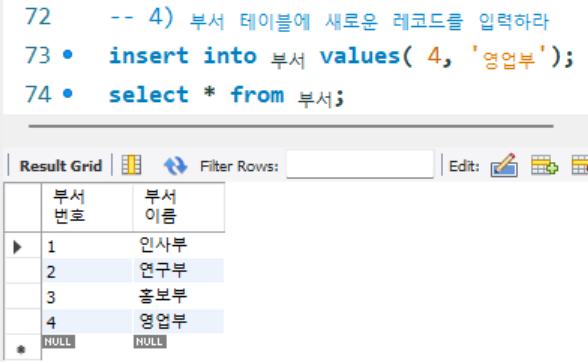 72 -- 4) 부서 테이블에 새로운 레코드를 입력하라
73 insert into 부서 values( 4, '영업부');
74 select * from 부서;
Result Grid Filter Rows: Edit:
부서 번호 부서 이름
1 인사부
2 연구부
3 홍보부
4 영업부
NULL NULL